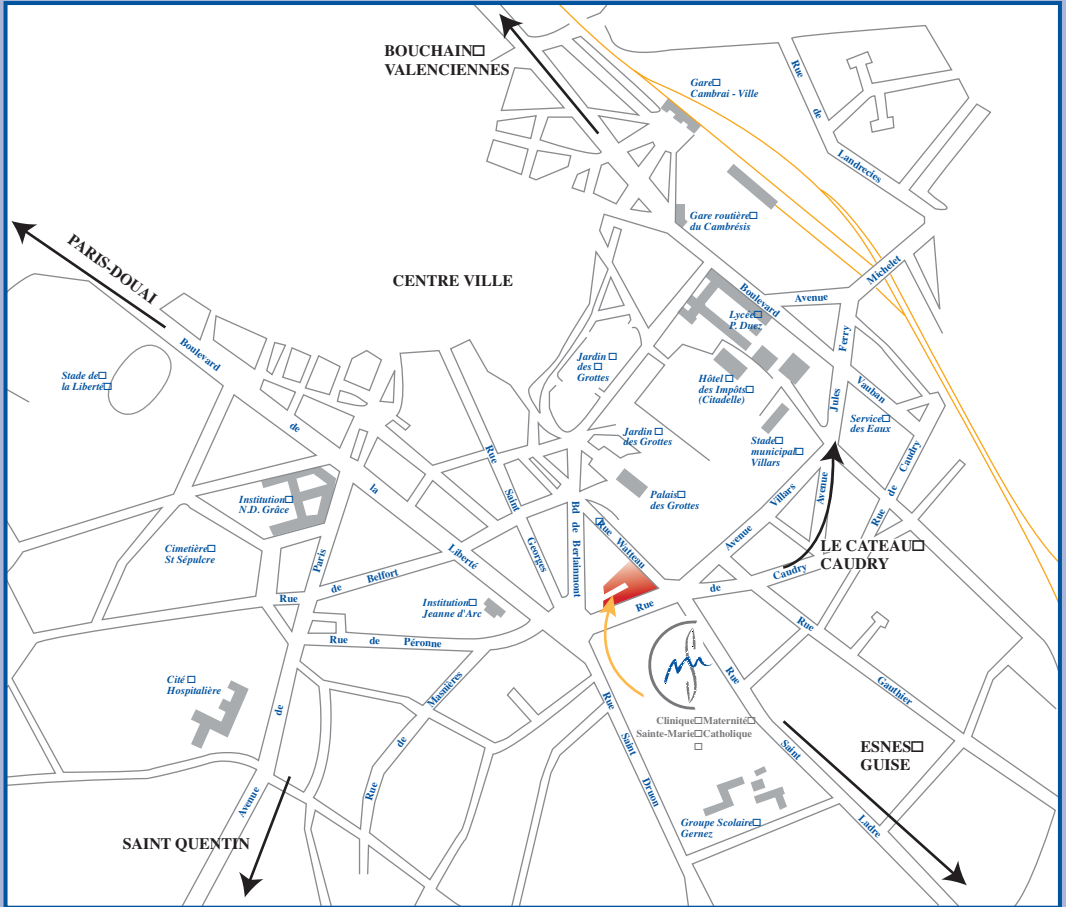 BOUCHAIN□
VALENCIENNES
Gare□
Cambrai - Ville
Rue
de
Landrecies
PARIS-DOUAI
Gare routière□
du Cambrésis
CENTRE VILLE
Michelet
Boulevard
Avenue
Lycée□
P. Duez
Ferry
Boulevard
Stade de□
la Liberté□
Jardin □
des □
Grottes
Hôtel □
des Impôts□
(Citadelle)
Vauban
Jules
Service□
des Eaux
de
Jardin □
des Grottes
Stade□
municipal□
Villars
Rue
Saint
Georges
Caudry
de
Rue
la
Institution□
N.D. Grâce
Palais□
des Grottes
Villars
Avenue
Avenue
Bd de Berlaimont
□
Rue Watteau
Cimetière□
St Sépulcre
Paris
Liberté
LE CATEAU□
CAUDRY
de Belfort
Rue
Caudry
de
Rue
Institution□
Jeanne d'Arc
Rue de Péronne
Rue
Gauthier
Cité □
Hospitalière
Masnières
de
Rue
de
Avenue
Rue
Saint
Druon
Clinique□Maternité□
Sainte-Marie□Catholique
□
Rue
Saint
Ladre
ESNES□
GUISE
SAINT QUENTIN
Groupe Scolaire□
Gernez